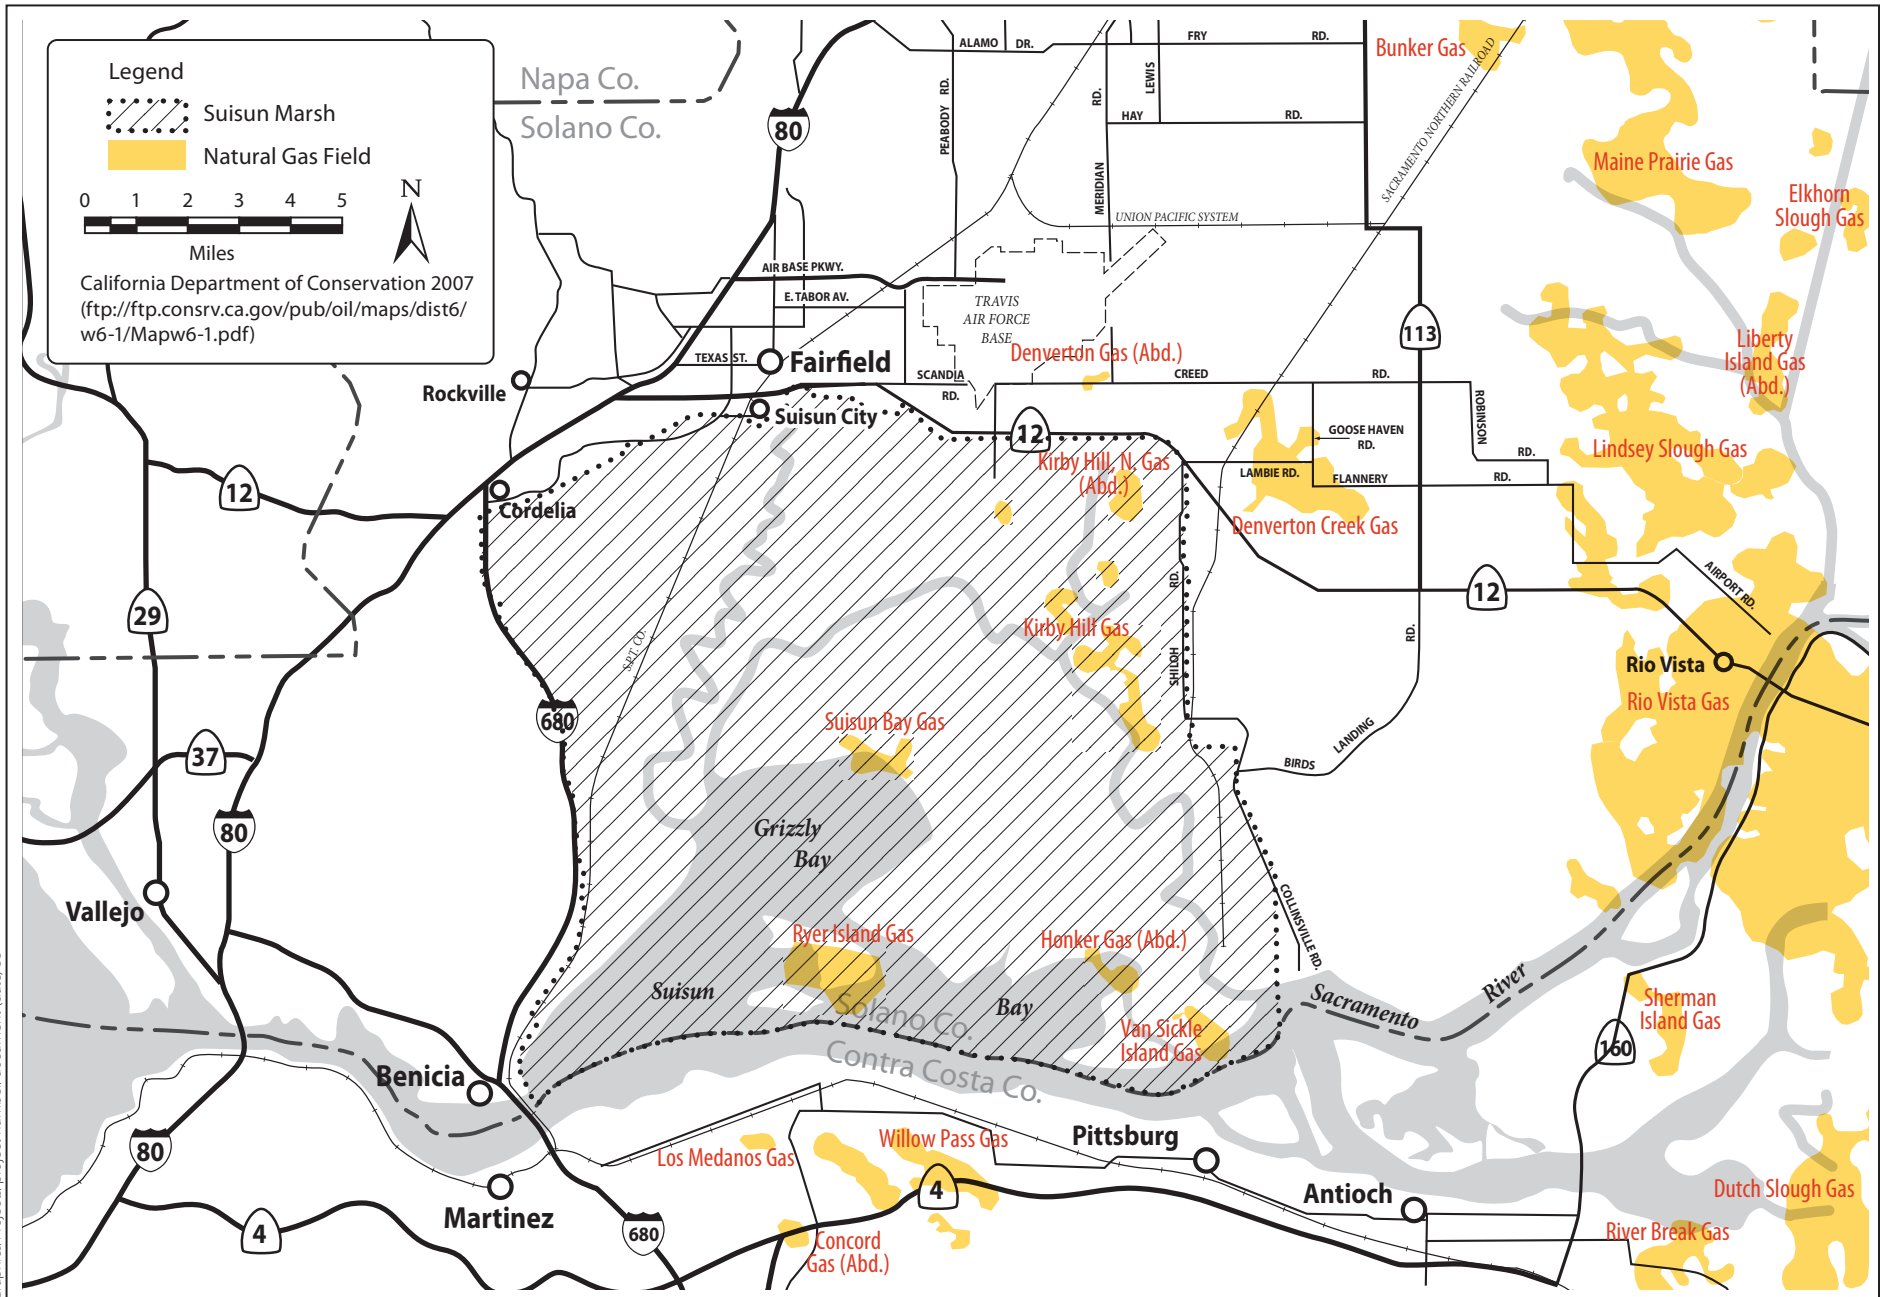 Legend
Suisun Marsh
Natural Gas Field
0 1 2 3 4 5
Miles
N
California Department of Conservation 2007
(ftp://ftp.consrv.ca.gov/pub/oil/maps/dist6/
w6-1/Mapw6-1.pdf)
Napa Co.
Solano Co.
80
ALAMO DR.
FRY RD.
PEABODY RD.
MERIDIAN RD.
LEWIS
HAY RD.
Bunker Gas
SACRAMENTO NORTHERN RAILROAD
Maine Prairie Gas
Elkhorn
Slough Gas
UNION PACIFIC SYSTEM
AIR BASE PKWY.
E. TABOR AV.
TRAVIS
AIR FORCE
BASE
TEXAS ST.
Fairfield
Denverton Gas (Abd.)
113
Liberty
Island Gas
(Abd.)
Rockville
SCANDIA
RD.
CREED RD.
Suisun City
ROBINSON
RD.
12
GOOSE HAVEN
RD.
Kirby Hill, N. Gas
(Abd.)
LAMBIE RD.
FLANNERY RD.
Lindsey Slough Gas
12
Cordelia
Denverton Creek Gas
29
SHILOH RD.
12
AIRPORT RD.
Kirby Hill Gas
S.P.T. CO.
RD.
Rio Vista
Rio Vista Gas
680
Suisun Bay Gas
37
BIRDS
LANDING
80
Grizzly
Bay
Vallejo
COLLINSVILLE RD.
Ryer Island Gas
Honker Gas (Abd.)
Suisun
Bay
Sacramento
River
Sherman
Island Gas
Solano Co.
Van Sickle
Island Gas
Contra Costa Co.
160
Benicia
80
Los Medanos Gas
Willow Pass Gas
Pittsburg
Martinez
4
4
680
Concord
Gas (Abd.)
Antioch
Dutch Slough Gas
River Break Gas